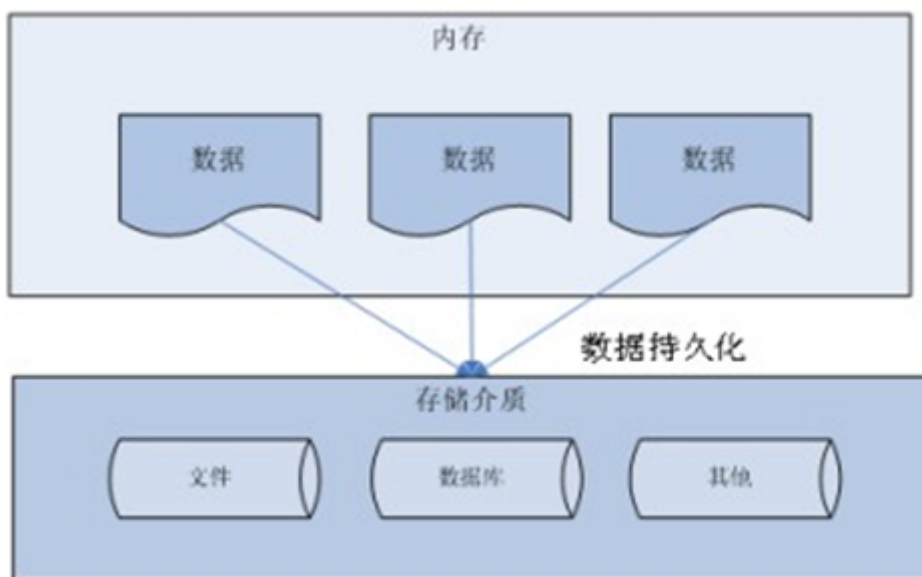 内存
数据 数据 数据
数据持久化
存储介质
文件 数据库 其他